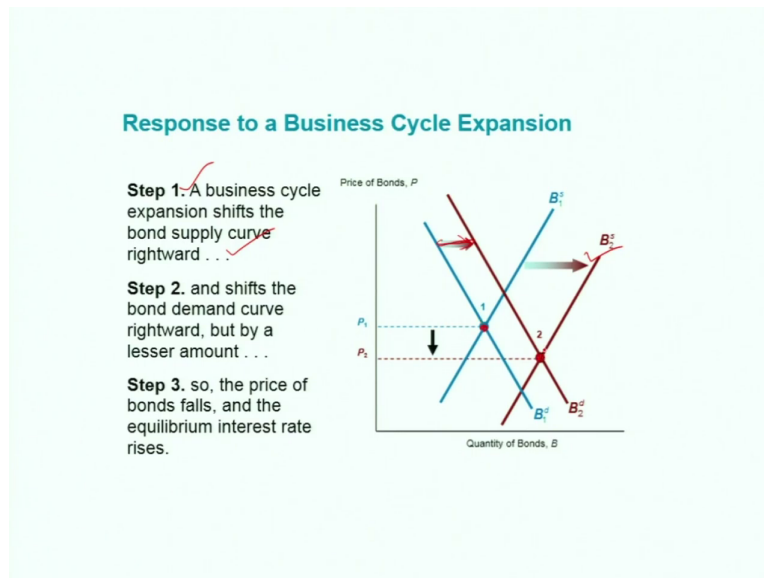 Response to a Business Cycle Expansion
Step 1. A business cycle
expansion shifts the
bond supply curve
rightward . . .
Step 2. and shifts the
bond demand curve
rightward, but by a
lesser amount . . .
Step 3. so, the price of
bonds falls, and the
equilibrium interest rate
rises.
Price of Bonds, P
B₁ˢ
B₂ˢ
1
P₁
2
P₂
B₁ᵈ
B₂ᵈ
Quantity of Bonds, B